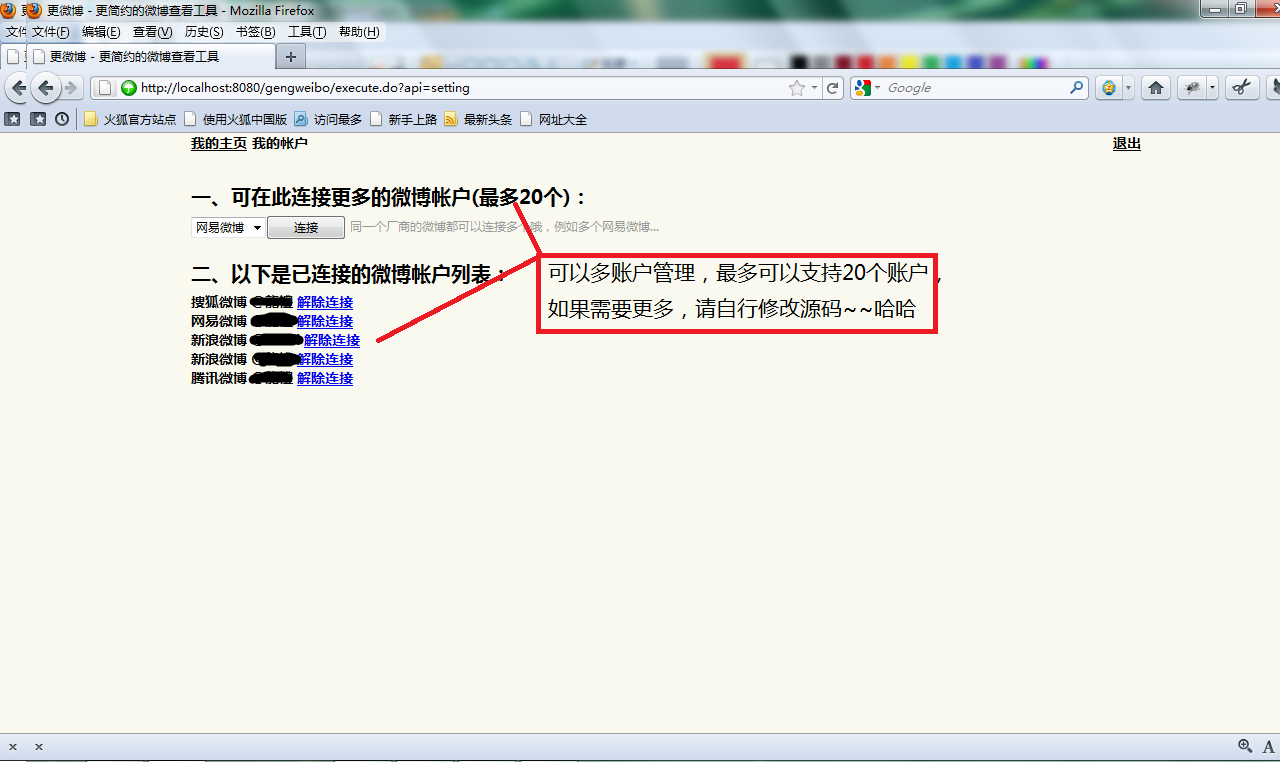 更微博 - 更简约的微博查看工具 - Mozilla Firefox
文件 文件(F) 编辑(E) 查看(V) 历史(S) 书签(B) 工具(T) 帮助(H)
更微博 - 更简约的微博查看工具
http://localhost:8080/gengweibo/execute.do?api=setting
Google
火狐官方站点 使用火狐中国版 访问最多 新手上路 最新头条 网址大全
我的主页 我的帐户 退出
一、可在此连接更多的微博帐户(最多20个)：
网易微博 连接 同一个厂商的微博都可以连接多个哦，例如多个网易微博...
二、以下是已连接的微博帐户列表：
可以多账户管理，最多可以支持20个账户，
如果需要更多，请自行修改源码~~哈哈
搜狐微博 解除连接
网易微博 解除连接
新浪微博 解除连接
新浪微博 @ 解除连接
腾讯微博 解除连接